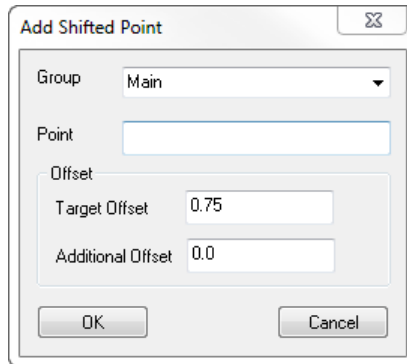 Add Shifted Point
Group Main
Point
Offset
Target Offset 0.75
Additional Offset 0.0
OK Cancel